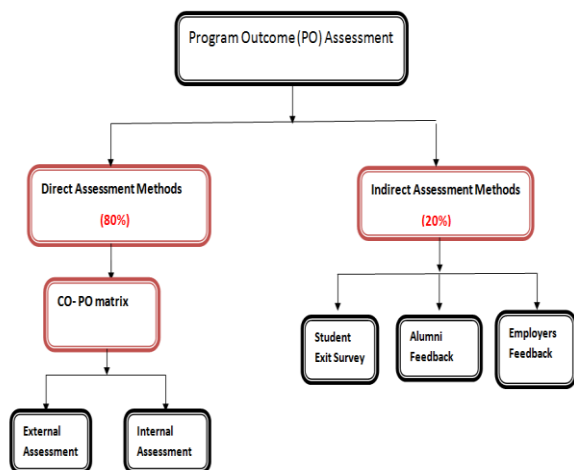 Program Outcome (PO) Assessment
Direct Assessment Methods
(80%)
Indirect Assessment Methods
(20%)
CO- PO matrix
Student
Exit Survey
Alumni
Feedback
Employers
Feedback
External
Assessment
Internal
Assessment